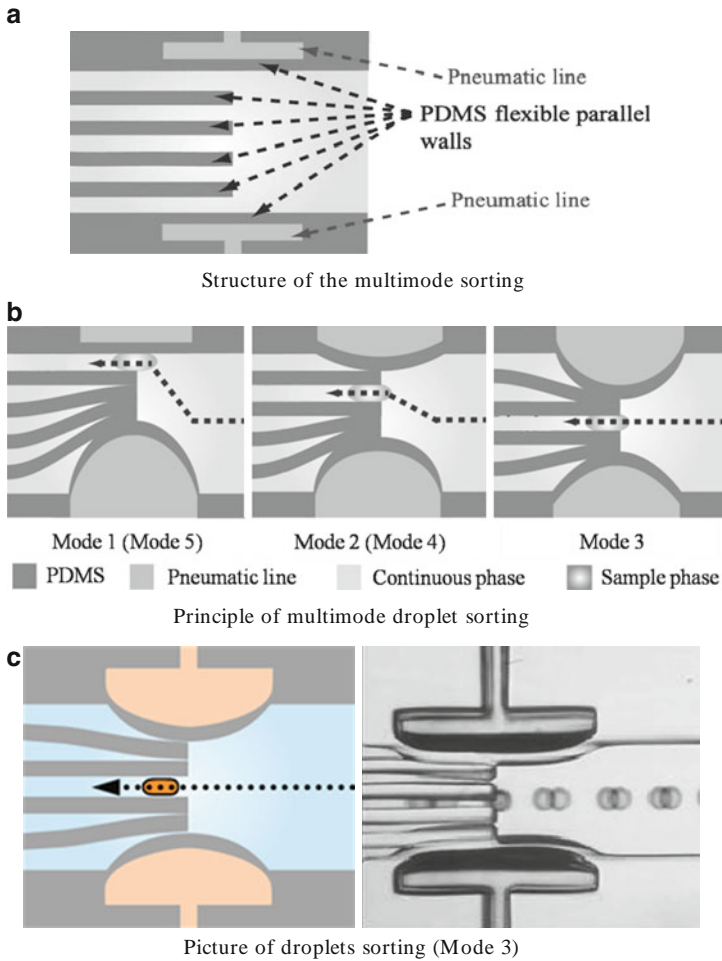 a
Pneumatic line
PDMS flexible parallel
walls
Pneumatic line
Structure of the multimode sorting
b
Mode 1 (Mode 5)
Mode 2 (Mode 4)
Mode 3
PDMS
Pneumatic line
Continuous phase
Sample phase
Principle of multimode droplet sorting
c
Picture of droplets sorting (Mode 3)